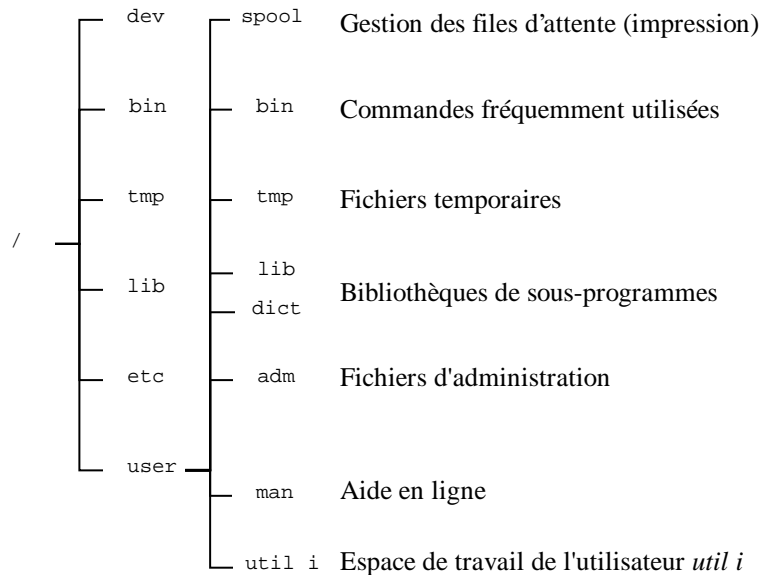 dev spool Gestion des files d'attente (impression)
bin bin Commandes fréquemment utilisées
tmp tmp Fichiers temporaires
/
lib lib
Bibliothèques de sous-programmes
dict
etc adm Fichiers d'administration
user
man Aide en ligne
util i Espace de travail de l'utilisateur util i